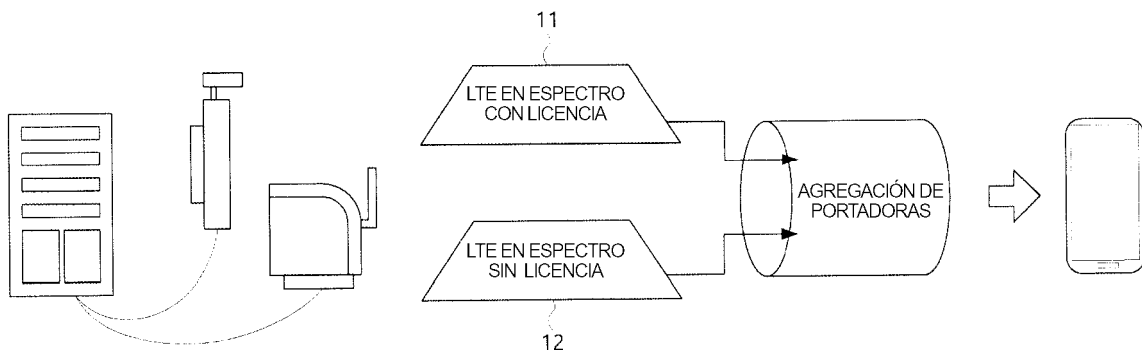 11
LTE EN ESPECTRO
CON LICENCIA
AGREGACIÓN DE
PORTADORAS
LTE EN ESPECTRO
SIN LICENCIA
12